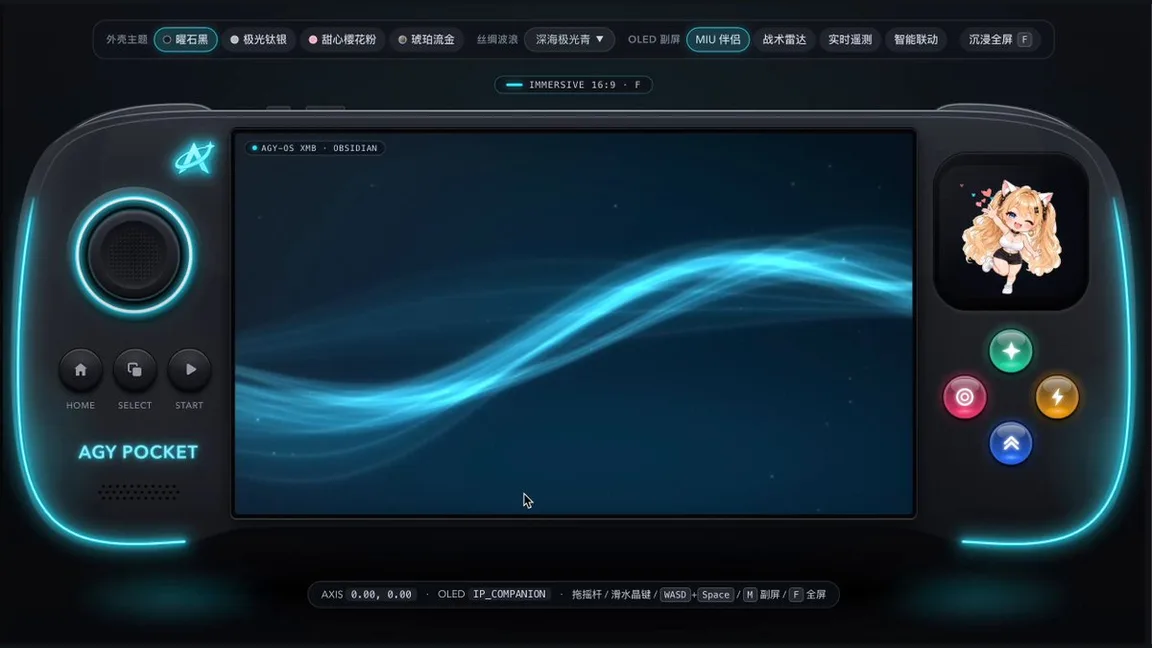 外壳主题 曜石黑 极光钛银 甜心樱花粉 琥珀流金 丝绸波浪 深海极光青 ▼ OLED 副屏 MIU 伴侣 战术雷达 实时遥测 智能联动 沉浸全屏 F
IMMERSIVE 16:9 · F
AGY-OS XMB · OBSIDIAN
HOME SELECT START
AGY POCKET
AXIS 0.00, 0.00 · OLED IP_COMPANION · 拖摇杆 / 滑水晶键 / WASD + Space / M 副屏 / F 全屏